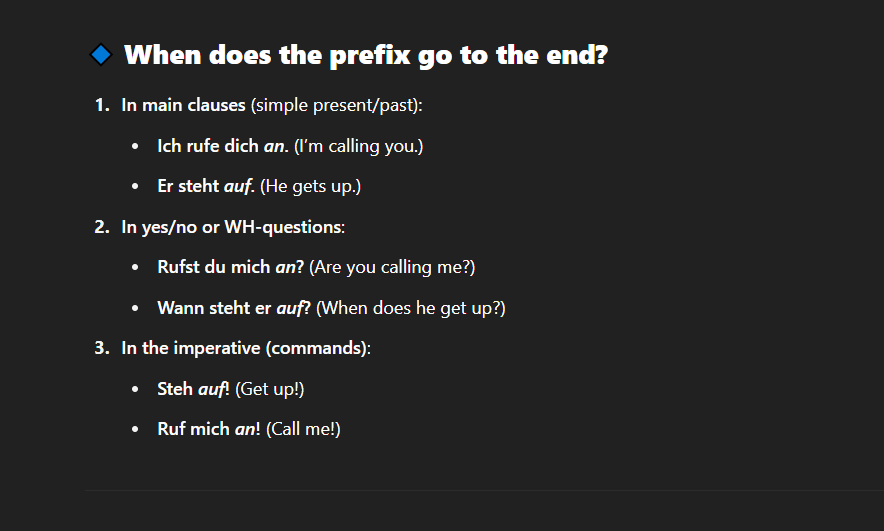 When does the prefix go to the end?
1. In main clauses (simple present/past):
• Ich rufe dich an. (I'm calling you.)
• Er steht auf. (He gets up.)
2. In yes/no or WH-questions:
• Rufst du mich an? (Are you calling me?)
• Wann steht er auf? (When does he get up?)
3. In the imperative (commands):
• Steh auf! (Get up!)
• Ruf mich an! (Call me!)